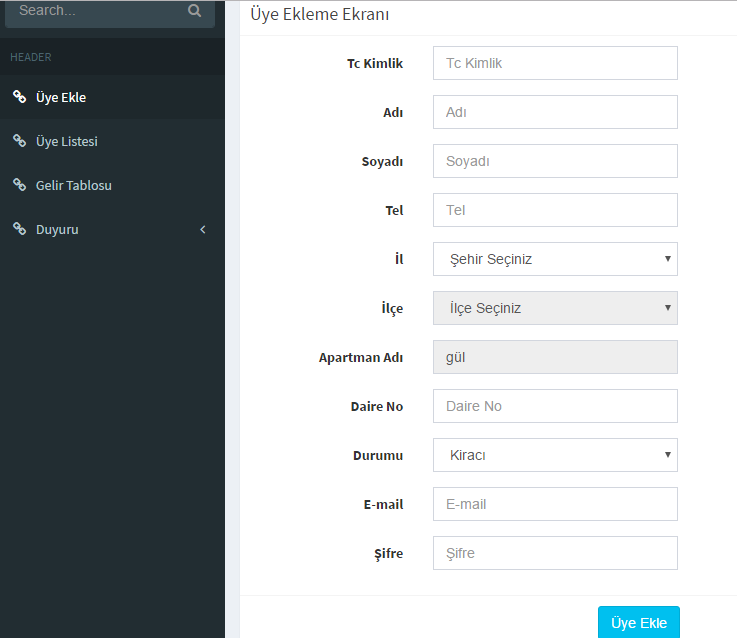 Search...
HEADER
Üye Ekle
Üye Listesi
Gelir Tablosu
Duyuru
Üye Ekleme Ekranı
Tc Kimlik Tc Kimlik
Adı Adı
Soyadı Soyadı
Tel Tel
İl Şehir Seçiniz
İlçe İlçe Seçiniz
Apartman Adı gül
Daire No Daire No
Durumu Kiracı
E-mail E-mail
Şifre Şifre
Üye Ekle